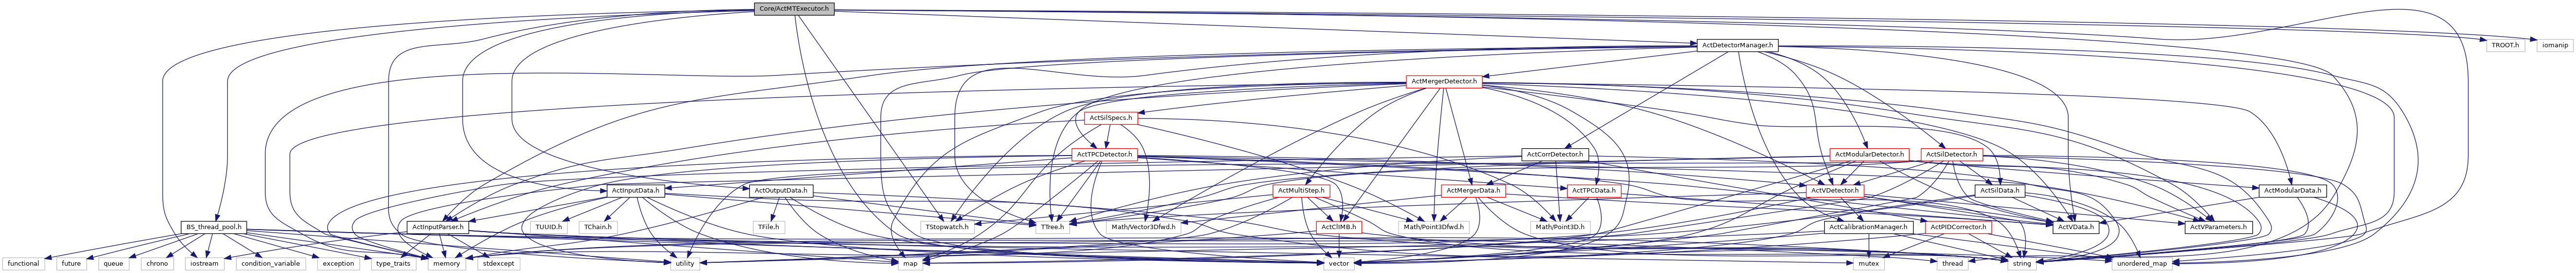 Core/ActMTExecutor.h
ActDetectorManager.h
TROOT.h
iomanip
ActMergerDetector.h
ActSilSpecs.h
ActTPCDetector.h
ActCorrDetector.h
ActModularDetector.h
ActSilDetector.h
ActInputData.h
ActOutputData.h
ActMultiStep.h
ActMergerData.h
ActTPCData.h
ActVDetector.h
ActSilData.h
ActModularData.h
BS_thread_pool.h
ActInputParser.h
TUUID.h
TChain.h
TFile.h
TStopwatch.h
TTree.h
Math/Vector3Dfwd.h
ActClIMB.h
Math/Point3Dfwd.h
Math/Point3D.h
ActCalibrationManager.h
ActPIDCorrector.h
ActVData.h
ActVParameters.h
functional
future
queue
chrono
iostream
condition_variable
exception
type_traits
memory
stdexcept
utility
map
vector
mutex
thread
string
unordered_map